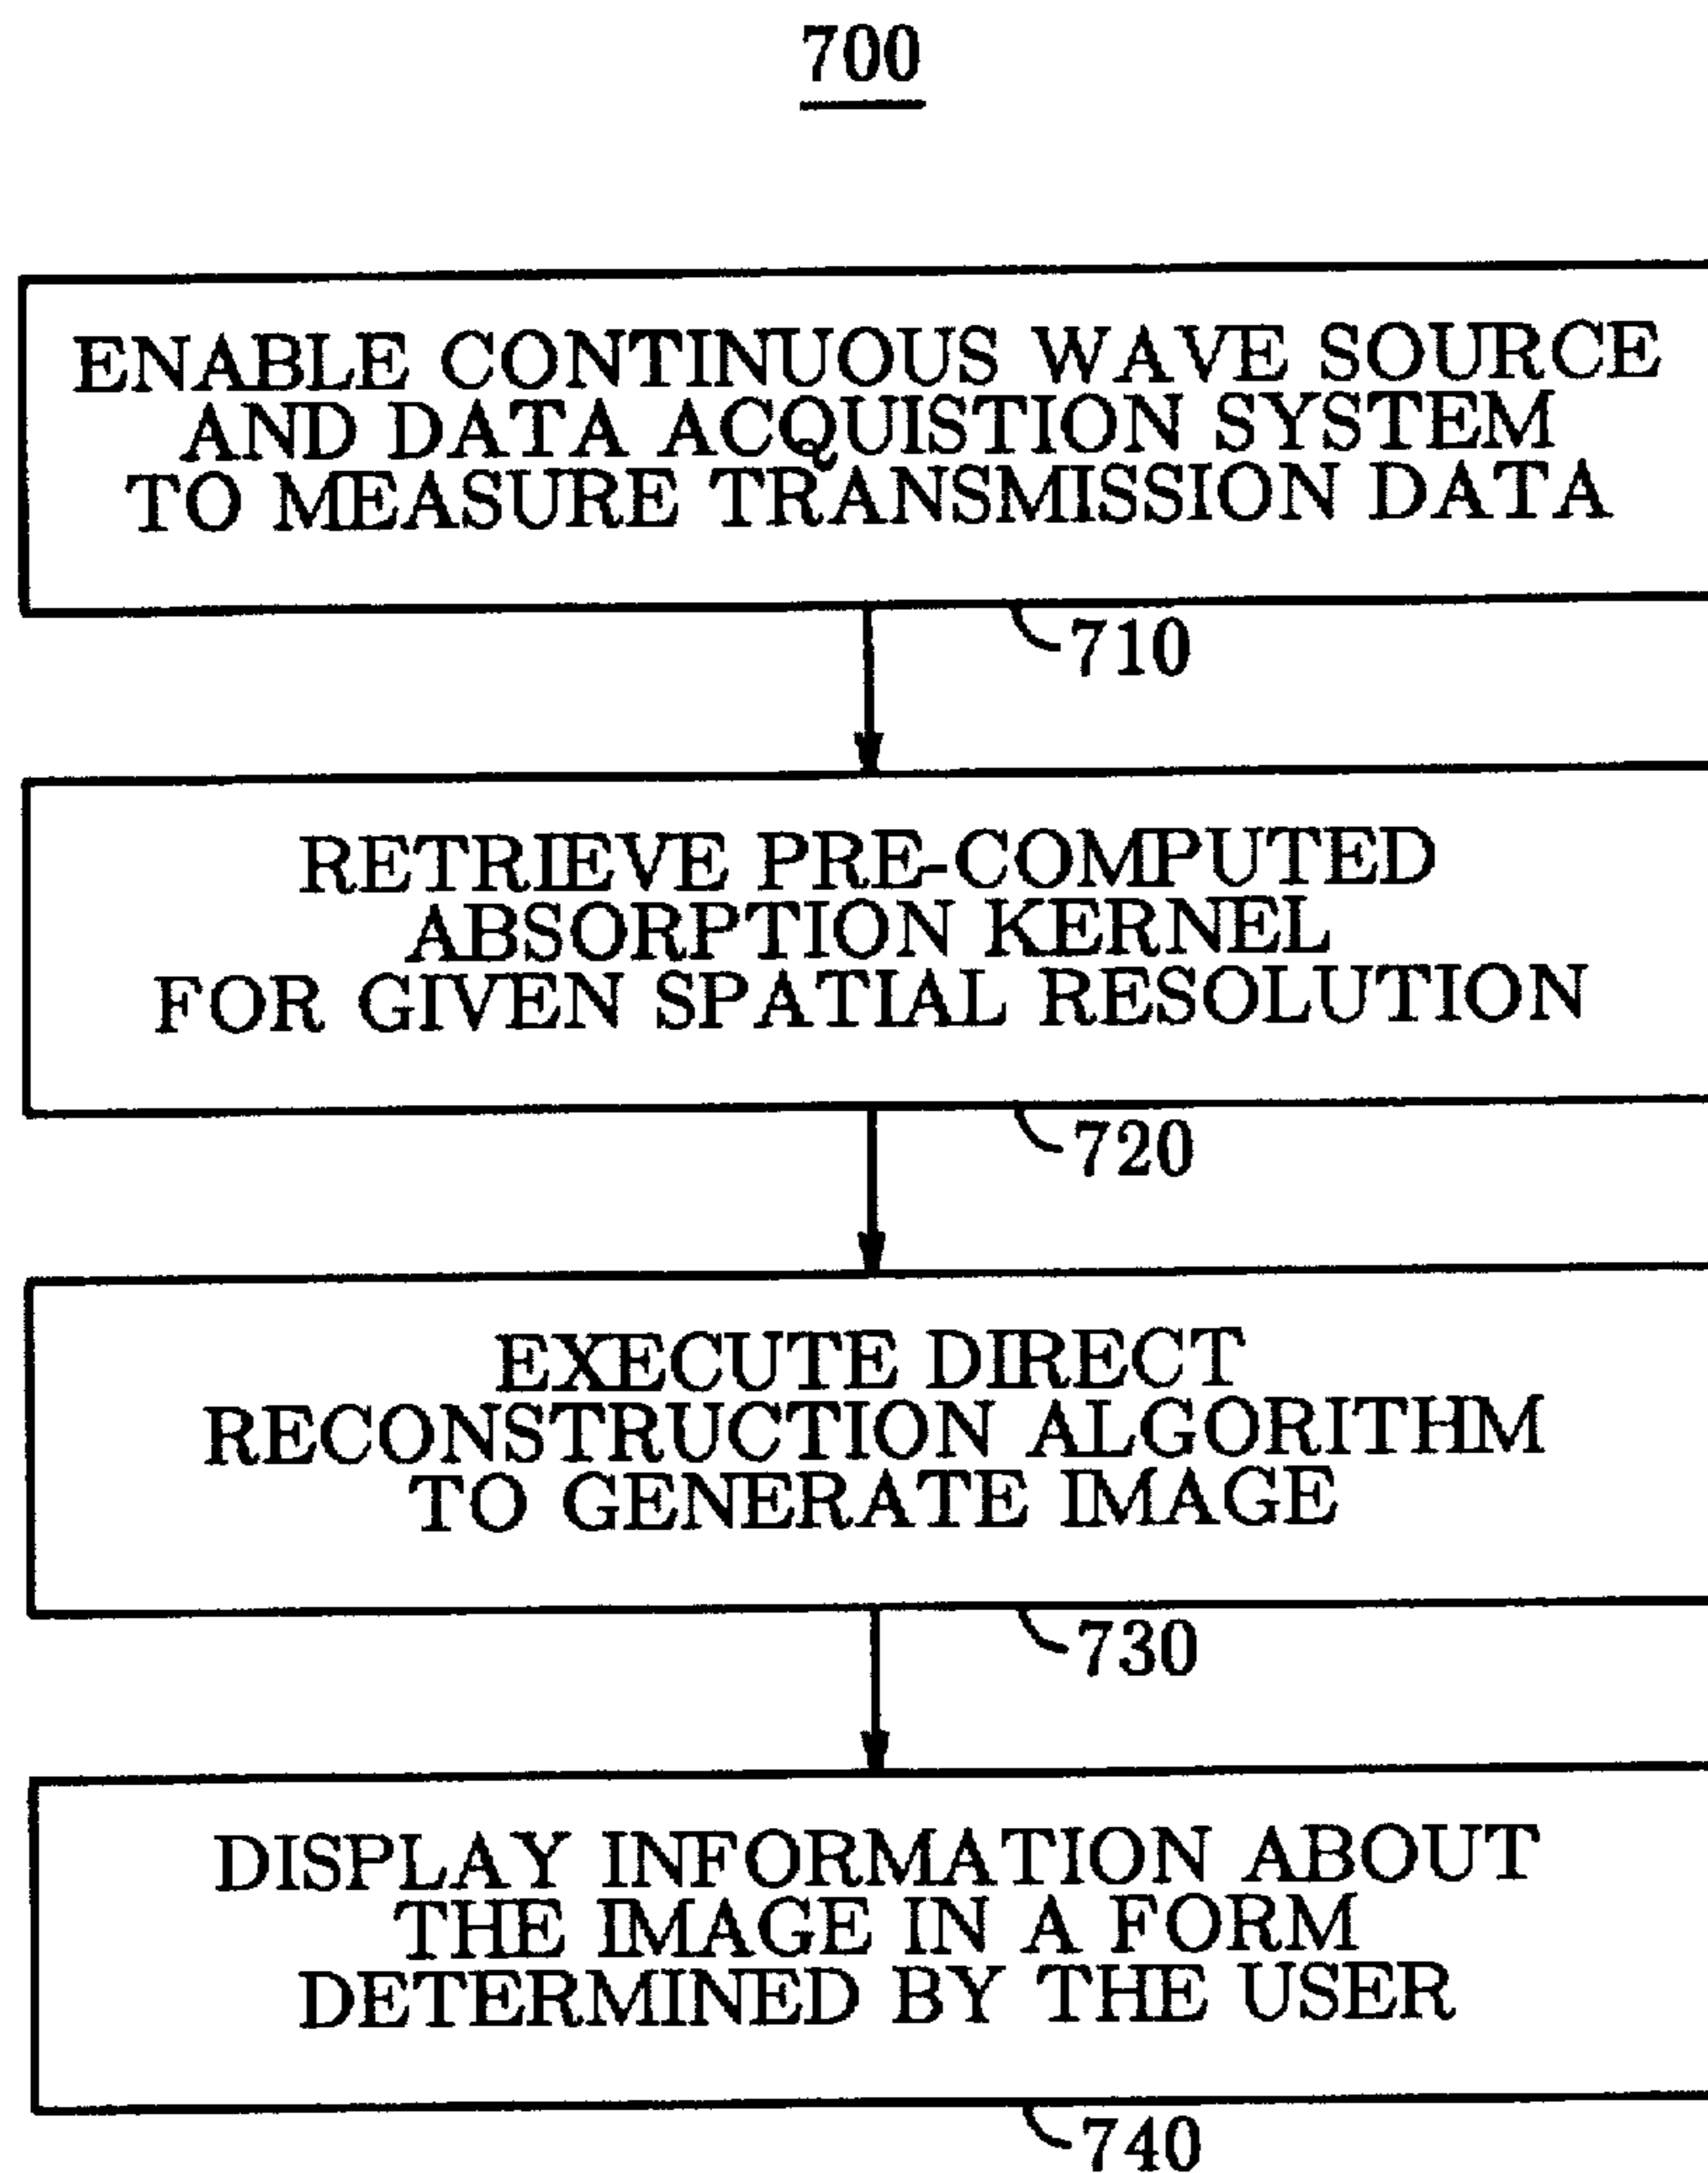 700
ENABLE CONTINUOUS WAVE SOURCE
AND DATA ACQUISTION SYSTEM
TO MEASURE TRANSMISSION DATA
710
RETRIEVE PRE-COMPUTED
ABSORPTION KERNEL
FOR GIVEN SPATIAL RESOLUTION
720
EXECUTE DIRECT
RECONSTRUCTION ALGORITHM
TO GENERATE IMAGE
730
DISPLAY INFORMATION ABOUT
THE IMAGE IN A FORM
DETERMINED BY THE USER
740